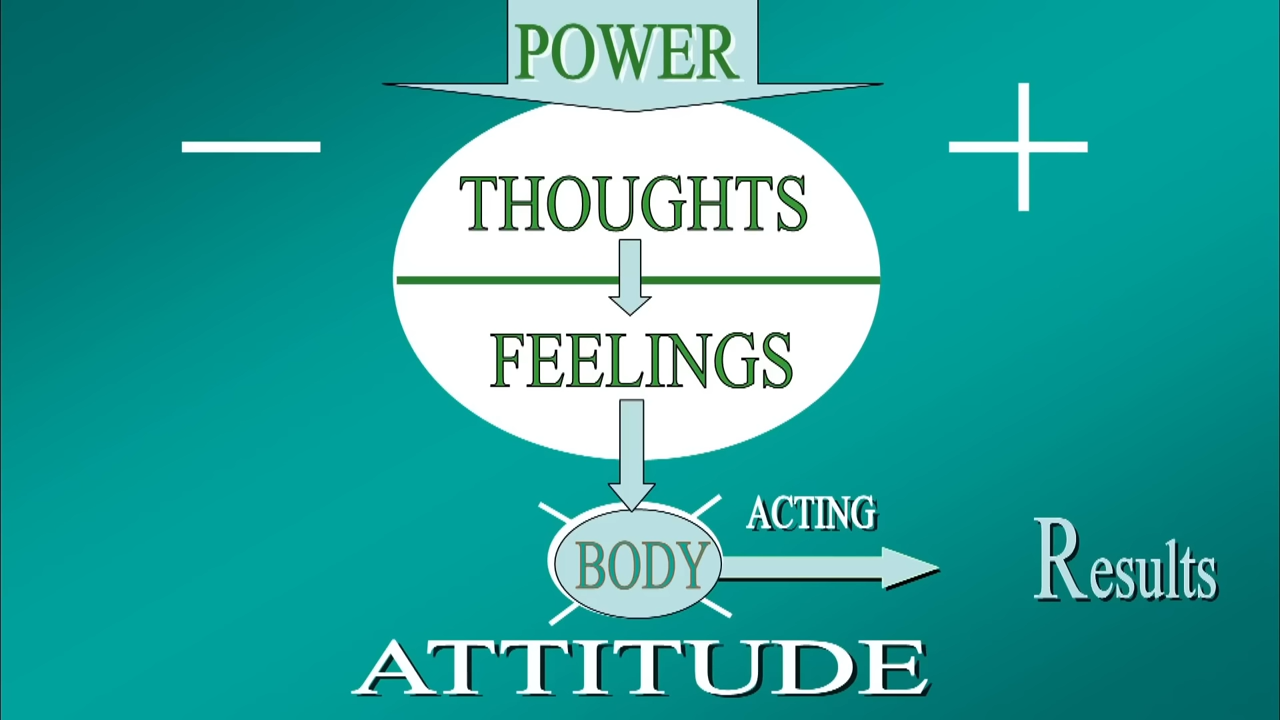 POWER
THOUGHTS
FEELINGS
ACTING
BODY
Results
ATTITUDE